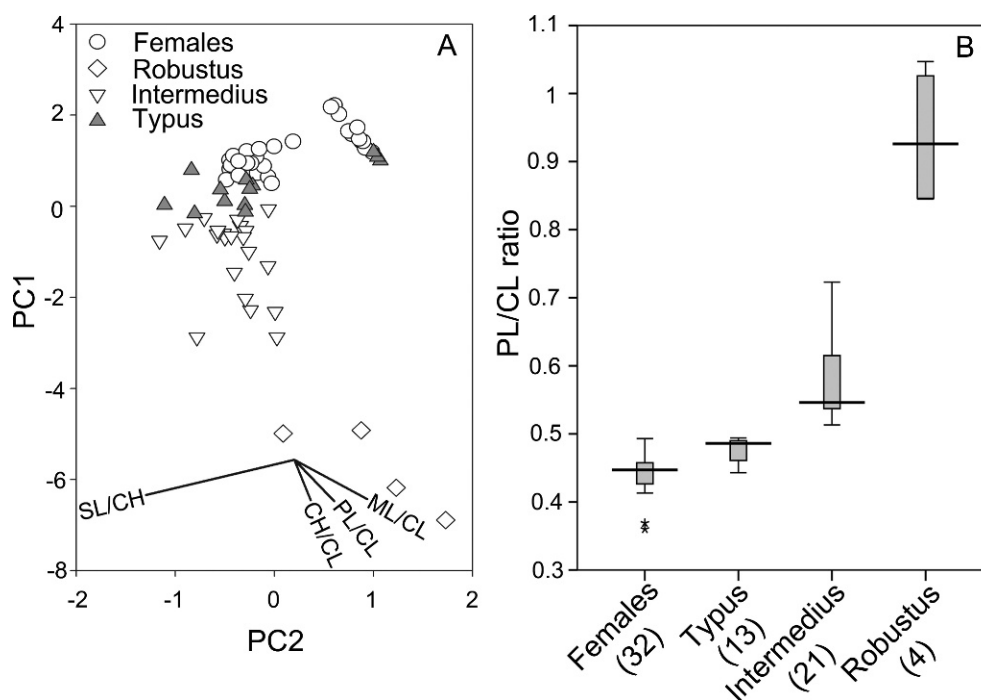 A
Females
Robustus
Intermedius
Typus
4
2
0
-2
-4
-6
-8
PC1
SL/CH
CH/CL
PL/CL
ML/CL
-2
-1
0
1
2
PC2
B
1.1
1
0.9
0.8
0.7
0.6
0.5
0.4
0.3
PL/CL ratio
Females
(32)
Typus
(13)
Intermedius
(21)
Robustus
(4)